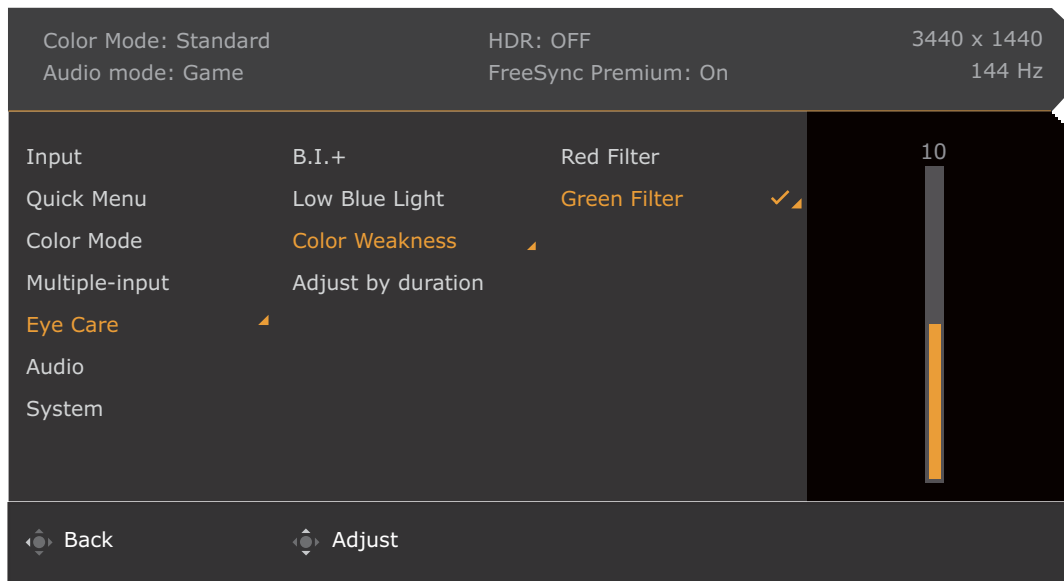 Color Mode: Standard
HDR: OFF
3440 x 1440
Audio mode: Game
FreeSync Premium: On
144 Hz
Input
B.I.+
Red Filter
10
Quick Menu
Low Blue Light
Green Filter
Color Mode
Color Weakness
Multiple-input
Adjust by duration
Eye Care
Audio
System
Back
Adjust